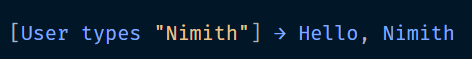 [User types "Nimith"] → Hello, Nimith